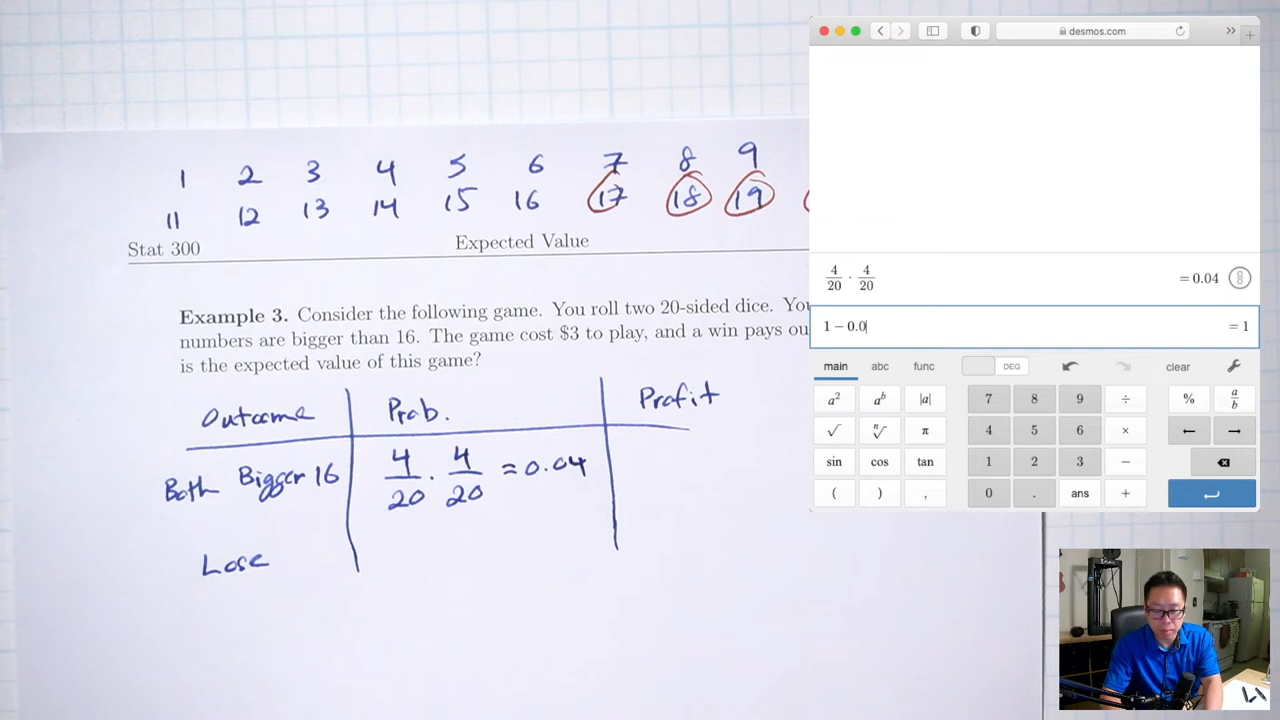 1 2 3 4 5 6 7 8 9
11 12 13 14 15 16 17 18 19
Stat 300 Expected Value
Example 3. Consider the following game. You roll two 20-sided dice. You
numbers are bigger than 16. The game cost $3 to play, and a win pays ou
is the expected value of this game?
Outcome Prob. Profit
Both Bigger 16 4/20 · 4/20 = 0.04
Lose
desmos.com
4/20 · 4/20 = 0.04
1 − 0.0 = 1
main abc func DEG clear
a² aᵇ |a| 7 8 9 ÷ % a/b
√ ⁿ√ π 4 5 6 × ← →
sin cos tan 1 2 3 −
( ) , 0 . ans +